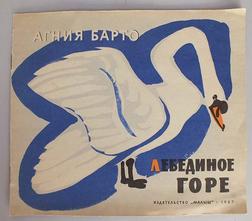 АГНИЯ БАРТО
ЛЕБЕДИНОЕ
ГОРЕ
ИЗДАТЕЛЬСТВО „МАЛЫШ" · 1967